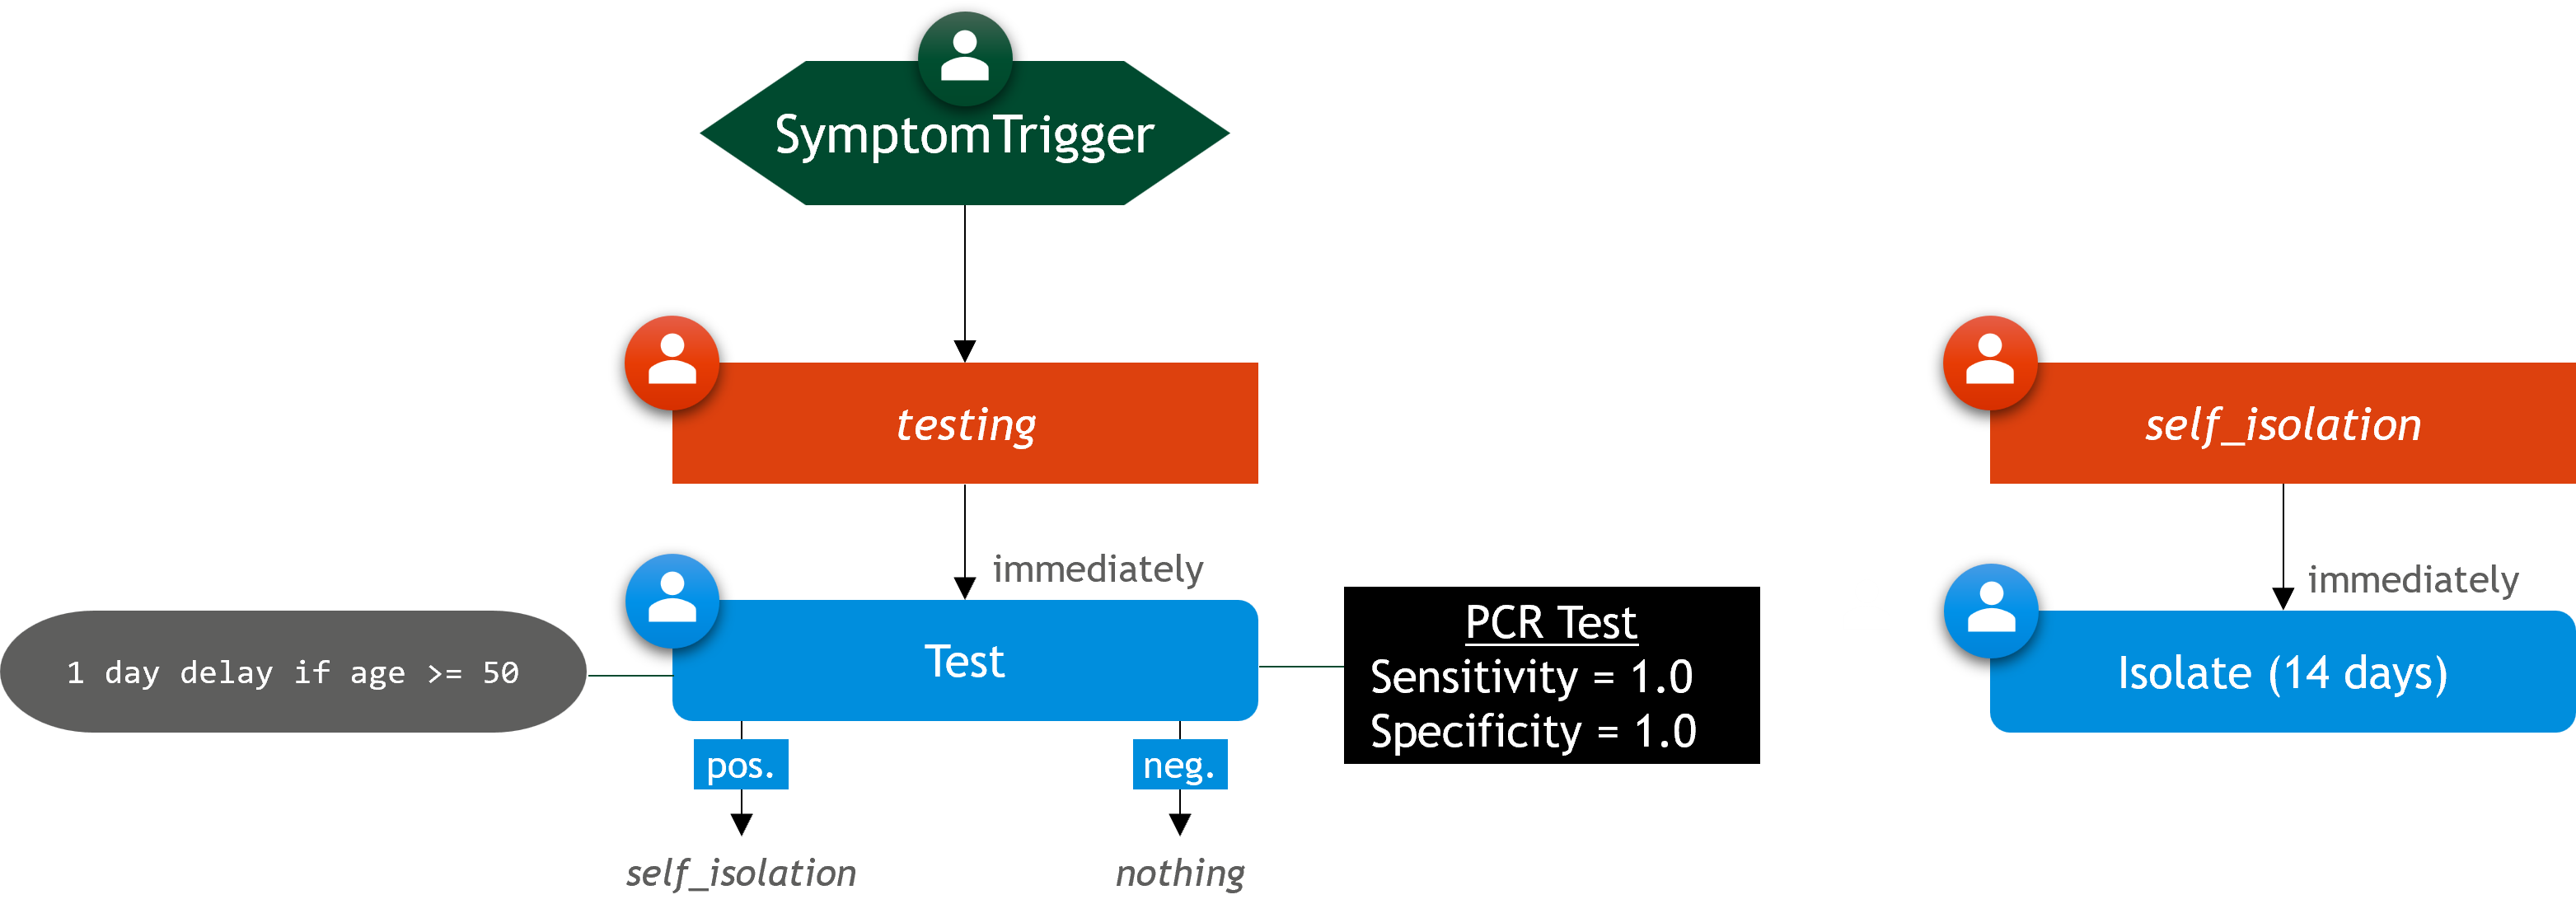 SymptomTrigger
testing
self_isolation
immediately
immediately
1 day delay if age >= 50
Test
PCR Test
Sensitivity = 1.0
Specificity = 1.0
Isolate (14 days)
pos.
neg.
self_isolation
nothing